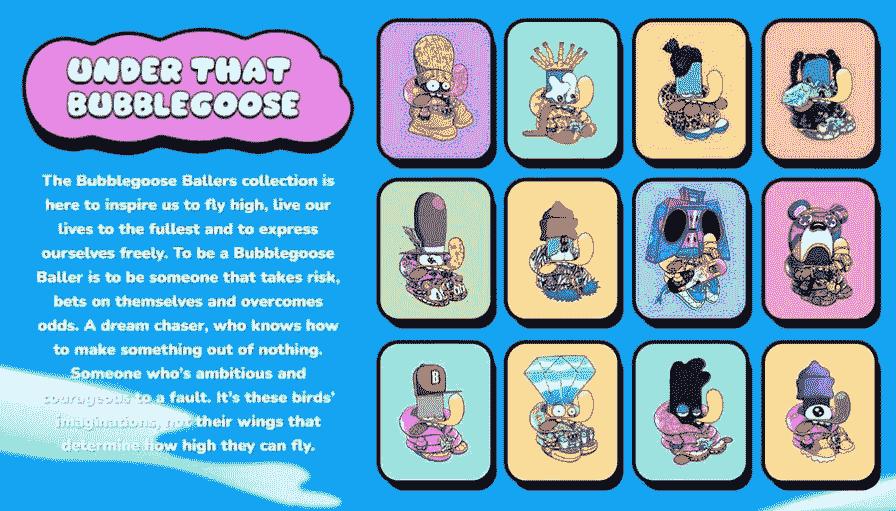 UNDER THAT
BUBBLEGOOSE
The Bubblegoose Ballers collection is
here to inspire us to fly high, live our
lives to the fullest and to express
ourselves freely. To be a Bubblegoose
Baller is to be someone that takes risk,
bets on themselves and overcomes
odds. A dream chaser, who knows how
to make something out of nothing.
Someone who's ambitious and
courageous to a fault. It's these birds'
imaginations, not their wings that
determine how high they can fly.
B